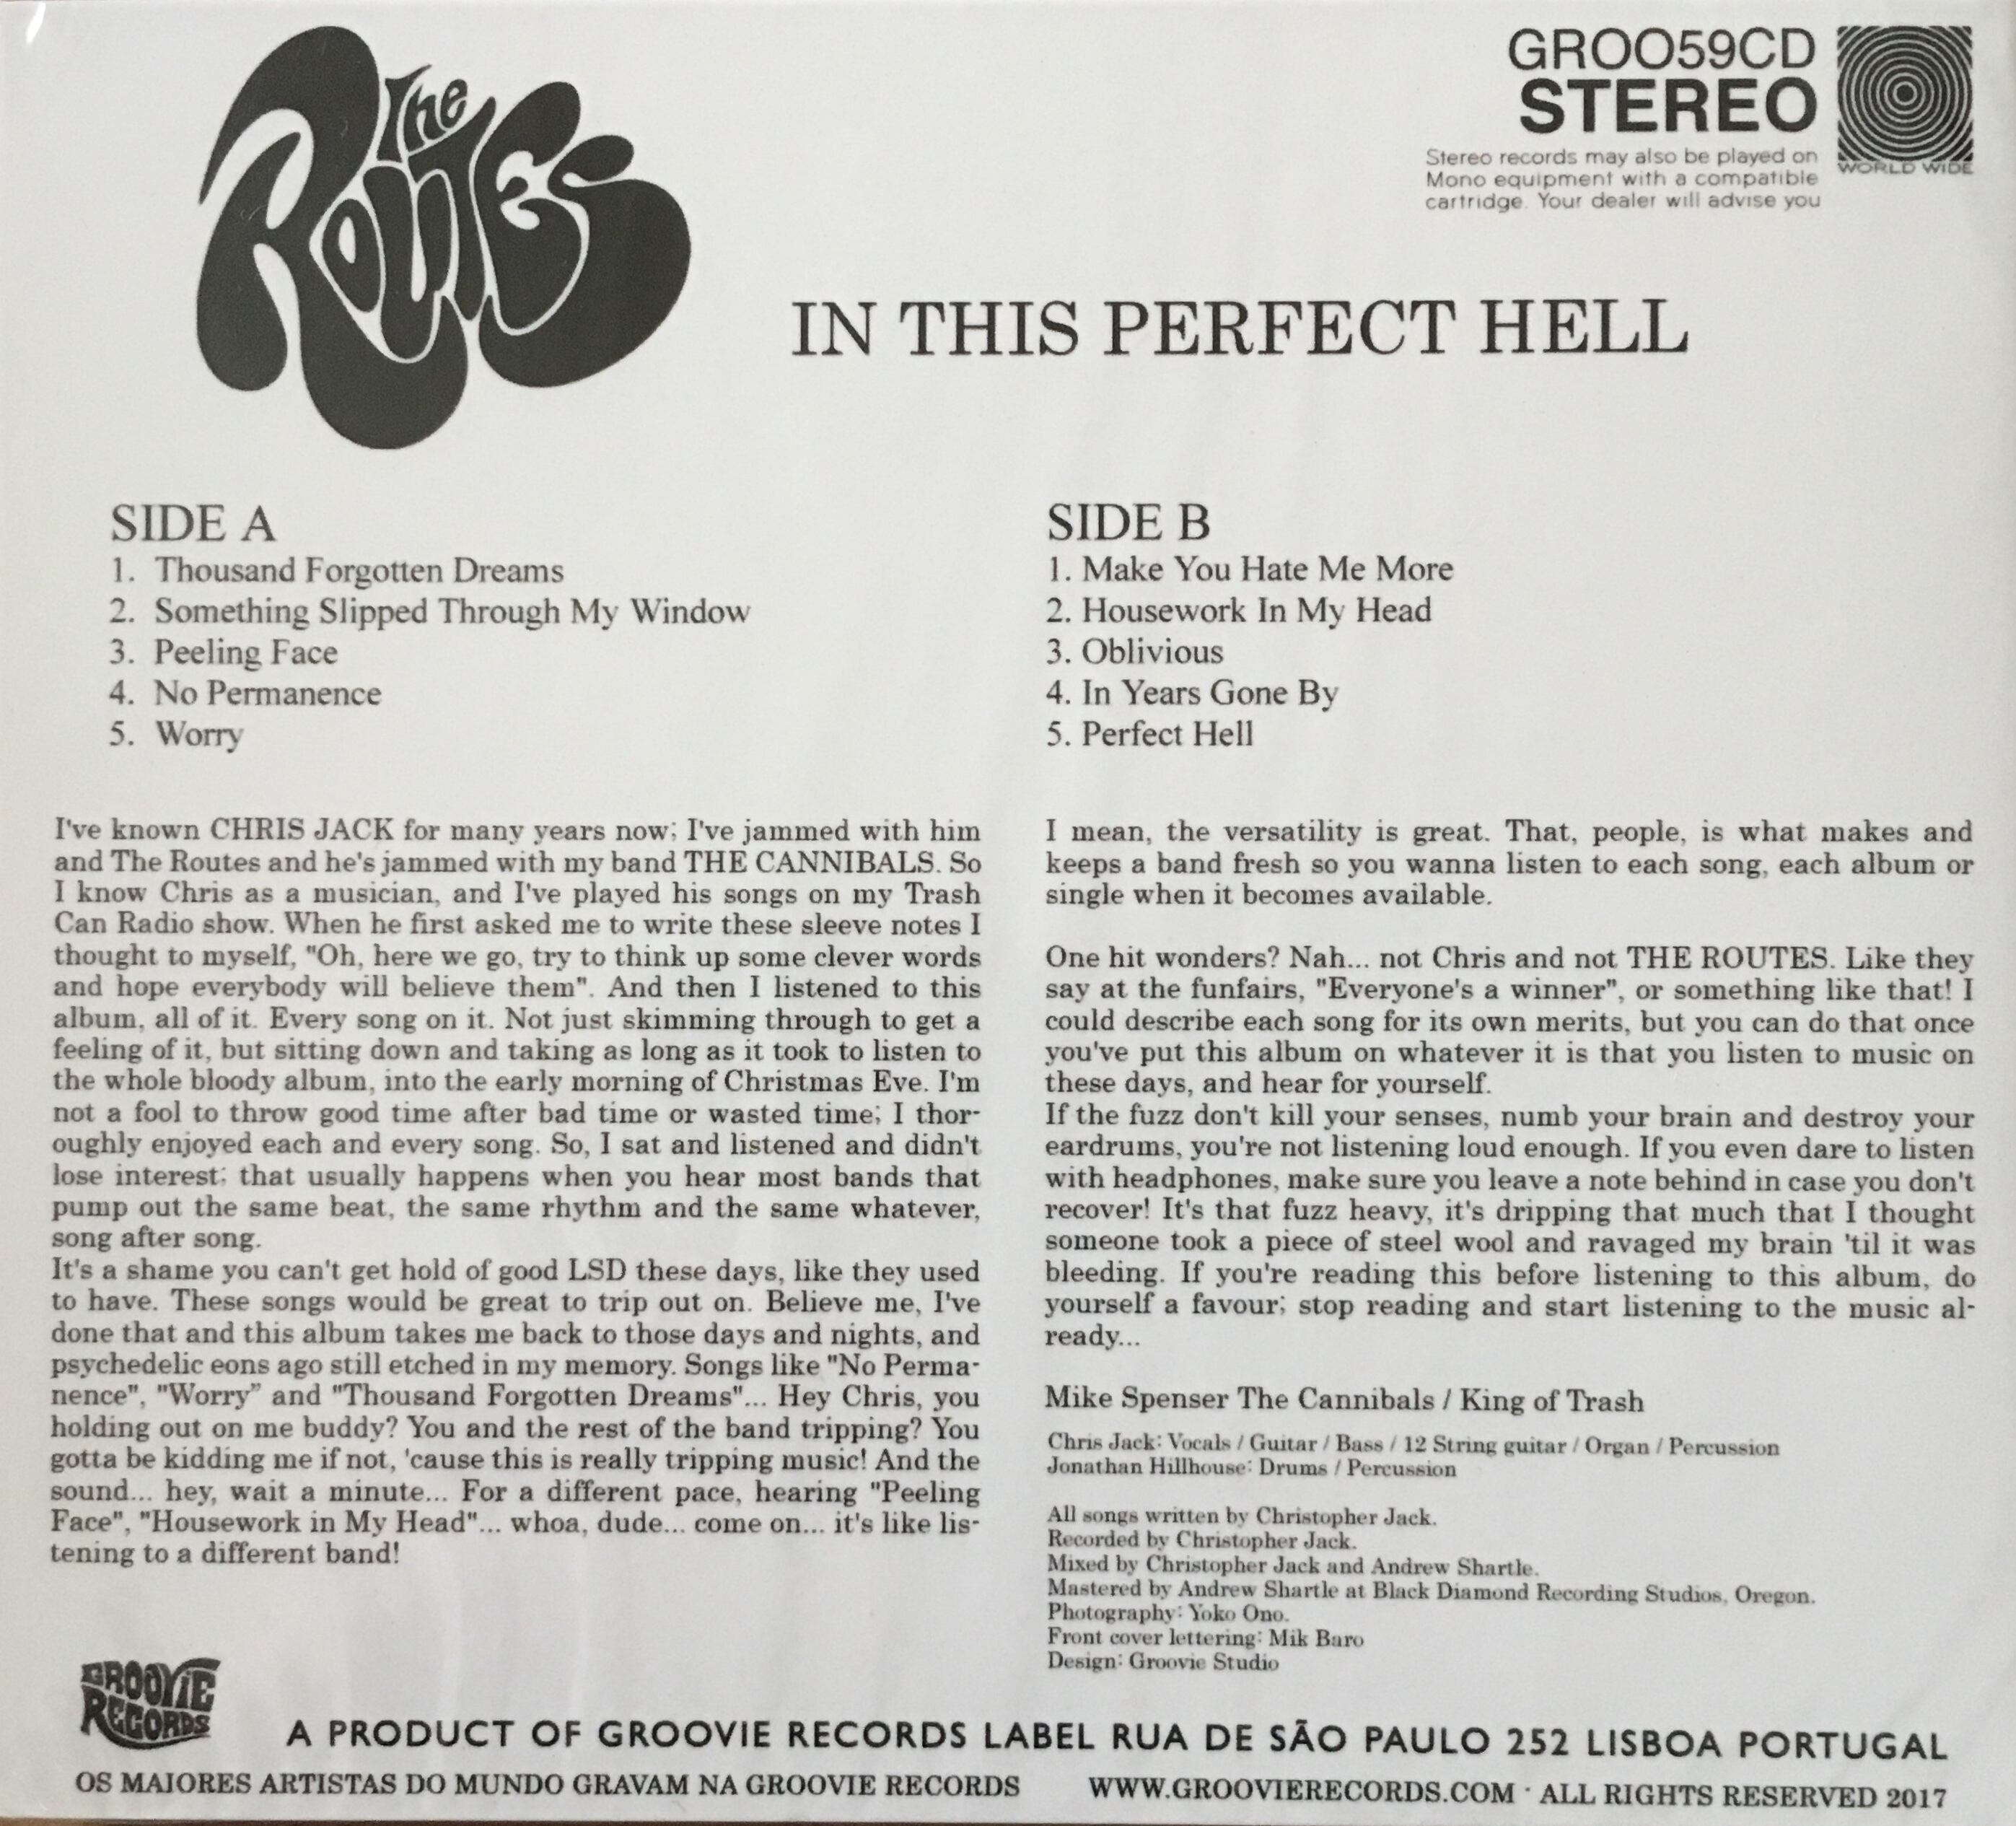 The Routes
GROO59CD
STEREO
Stereo records may also be played on
Mono equipment with a compatible
cartridge. Your dealer will advise you
WORLD WIDE
IN THIS PERFECT HELL
SIDE A
1. Thousand Forgotten Dreams
2. Something Slipped Through My Window
3. Peeling Face
4. No Permanence
5. Worry
SIDE B
1. Make You Hate Me More
2. Housework In My Head
3. Oblivious
4. In Years Gone By
5. Perfect Hell
I've known CHRIS JACK for many years now; I've jammed with him
and The Routes and he's jammed with my band THE CANNIBALS. So
I know Chris as a musician, and I've played his songs on my Trash
Can Radio show. When he first asked me to write these sleeve notes I
thought to myself, "Oh, here we go, try to think up some clever words
and hope everybody will believe them". And then I listened to this
album, all of it. Every song on it. Not just skimming through to get a
feeling of it, but sitting down and taking as long as it took to listen to
the whole bloody album, into the early morning of Christmas Eve. I'm
not a fool to throw good time after bad time or wasted time; I thor-
oughly enjoyed each and every song. So, I sat and listened and didn't
lose interest; that usually happens when you hear most bands that
pump out the same beat, the same rhythm and the same whatever,
song after song.
It's a shame you can't get hold of good LSD these days, like they used
to have. These songs would be great to trip out on. Believe me, I've
done that and this album takes me back to those days and nights, and
psychedelic eons ago still etched in my memory. Songs like "No Perma-
nence", "Worry" and "Thousand Forgotten Dreams"... Hey Chris, you
holding out on me buddy? You and the rest of the band tripping? You
gotta be kidding me if not, 'cause this is really tripping music! And the
sound... hey, wait a minute... For a different pace, hearing "Peeling
Face", "Housework in My Head"... whoa, dude... come on... it's like lis-
tening to a different band!
I mean, the versatility is great. That, people, is what makes and
keeps a band fresh so you wanna listen to each song, each album or
single when it becomes available.
One hit wonders? Nah... not Chris and not THE ROUTES. Like they
say at the funfairs, "Everyone's a winner", or something like that! I
could describe each song for its own merits, but you can do that once
you've put this album on whatever it is that you listen to music on
these days, and hear for yourself.
If the fuzz don't kill your senses, numb your brain and destroy your
eardrums, you're not listening loud enough. If you even dare to listen
with headphones, make sure you leave a note behind in case you don't
recover! It's that fuzz heavy, it's dripping that much that I thought
someone took a piece of steel wool and ravaged my brain 'til it was
bleeding. If you're reading this before listening to this album, do
yourself a favour; stop reading and start listening to the music al-
ready...
Mike Spenser The Cannibals / King of Trash
Chris Jack: Vocals / Guitar / Bass / 12 String guitar / Organ / Percussion
Jonathan Hillhouse: Drums / Percussion
All songs written by Christopher Jack.
Recorded by Christopher Jack.
Mixed by Christopher Jack and Andrew Shartle.
Mastered by Andrew Shartle at Black Diamond Recording Studios, Oregon.
Photography: Yoko Ono.
Front cover lettering: Mik Baro
Design: Groovie Studio
GROOVIE
RECORDS
A PRODUCT OF GROOVIE RECORDS LABEL RUA DE SÃO PAULO 252 LISBOA PORTUGAL
OS MAIORES ARTISTAS DO MUNDO GRAVAM NA GROOVIE RECORDS
WWW.GROOVIERECORDS.COM · ALL RIGHTS RESERVED 2017